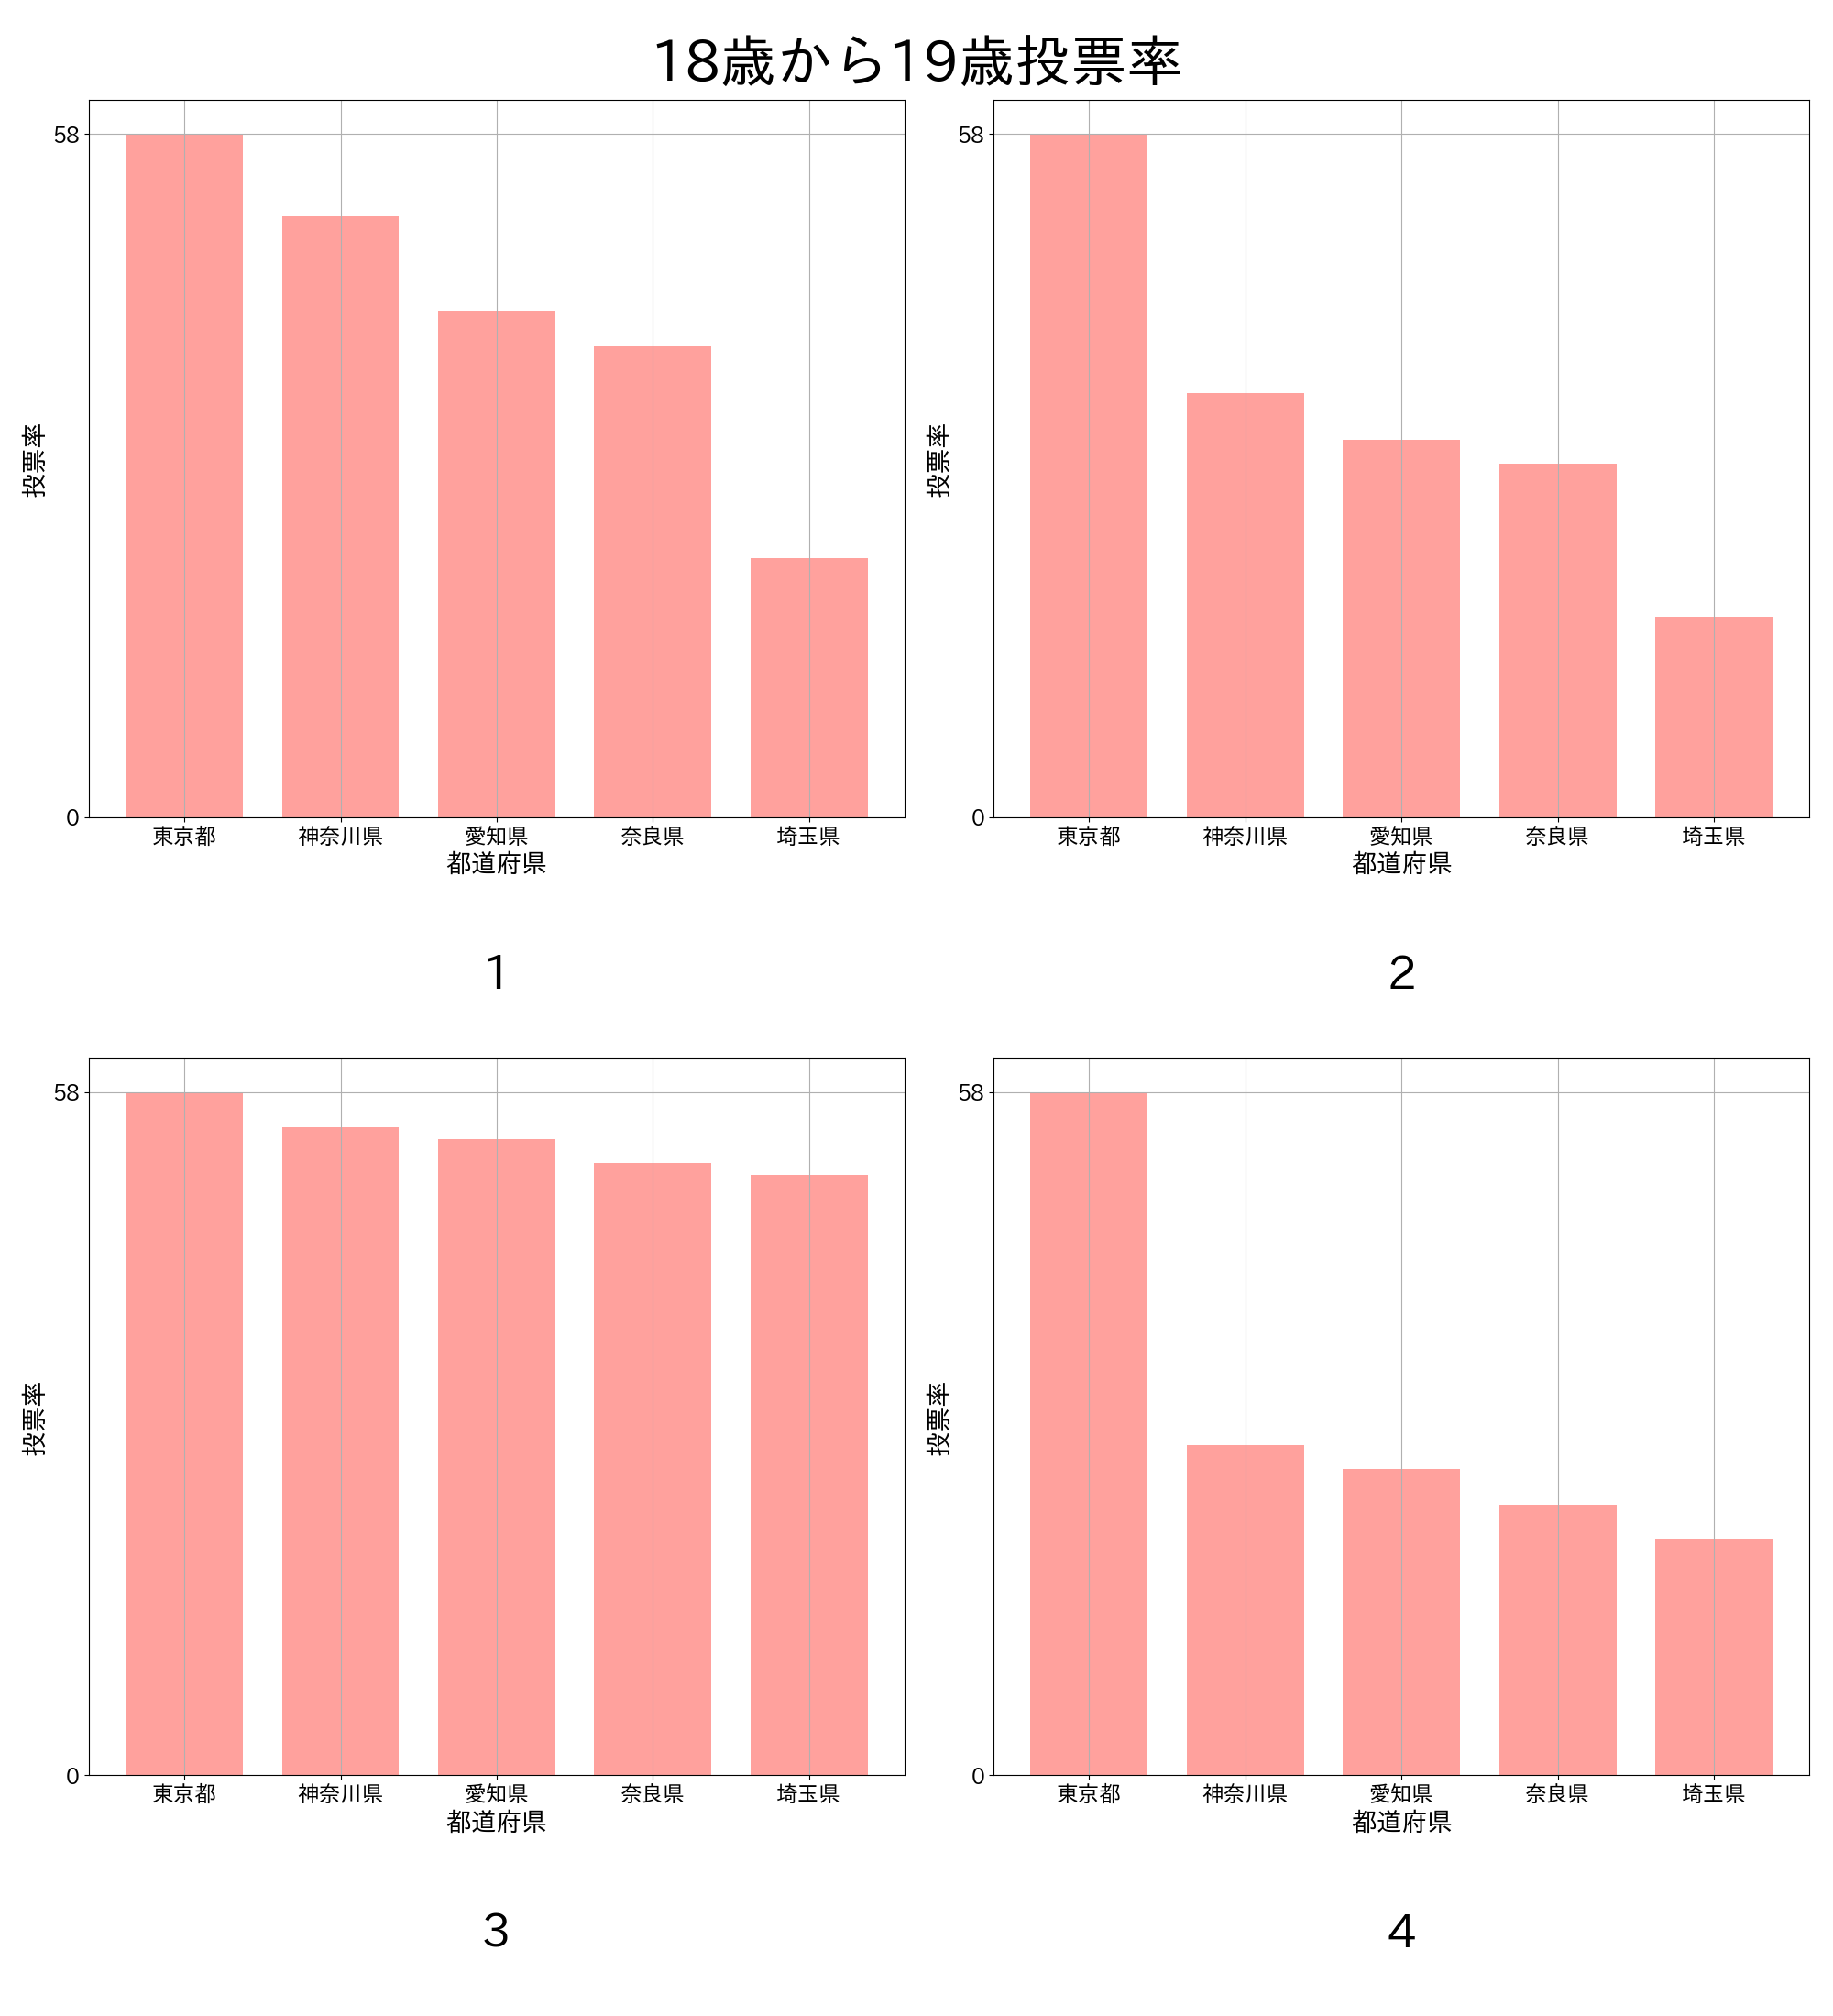 18歳から19歳投票率
58
0
投票率
東京都 神奈川県 愛知県 奈良県 埼玉県
都道府県
1
58
0
投票率
東京都 神奈川県 愛知県 奈良県 埼玉県
都道府県
2
58
0
投票率
東京都 神奈川県 愛知県 奈良県 埼玉県
都道府県
3
58
0
投票率
東京都 神奈川県 愛知県 奈良県 埼玉県
都道府県
4